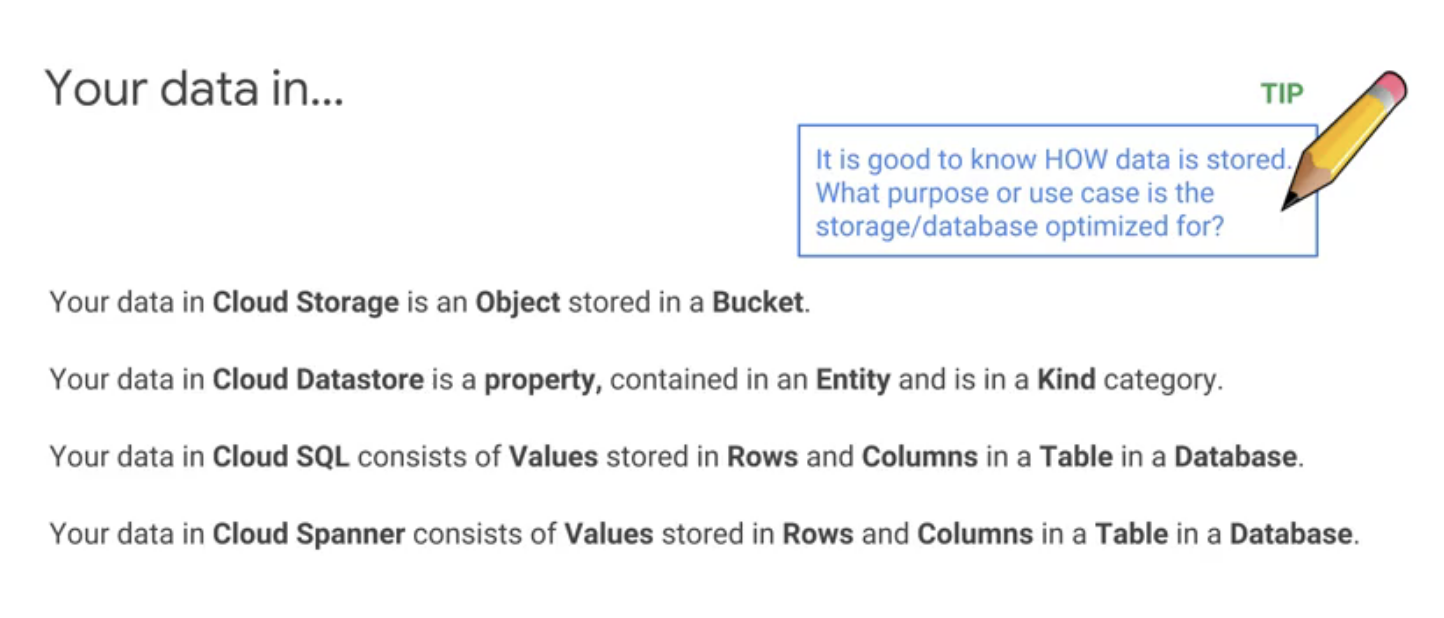 Your data in...
TIP
It is good to know HOW data is stored.
What purpose or use case is the
storage/database optimized for?
Your data in Cloud Storage is an Object stored in a Bucket.
Your data in Cloud Datastore is a property, contained in an Entity and is in a Kind category.
Your data in Cloud SQL consists of Values stored in Rows and Columns in a Table in a Database.
Your data in Cloud Spanner consists of Values stored in Rows and Columns in a Table in a Database.